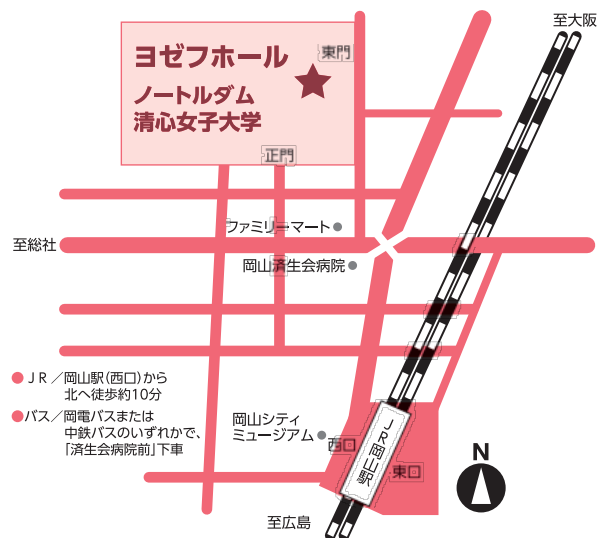 至大阪
ヨゼフホール
東門
ノートルダム
清心女子大学
正門
ファミリーマート
至総社
岡山済生会病院
●ＪＲ／岡山駅(西口)から
北へ徒歩約10分
●バス／岡電バスまたは
中鉄バスのいずれかで、
「済生会病院前」下車
岡山シティ
ミュージアム
西口
JR岡山駅
東口
N
至広島